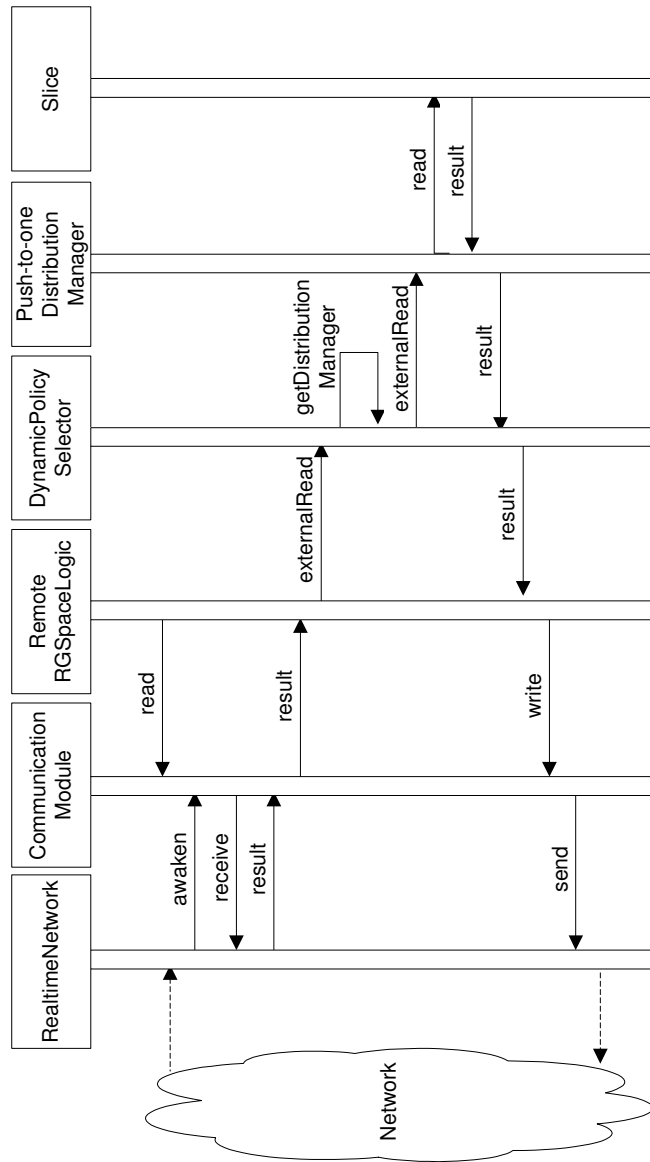 RealtimeNetwork
Communication
Module
Remote
RGSpaceLogic
DynamicPolicy
Selector
Push-to-one
Distribution
Manager
Slice
Network
read
awaken
receive
result
result
externalRead
getDistribution
Manager
externalRead
read
result
result
result
write
send